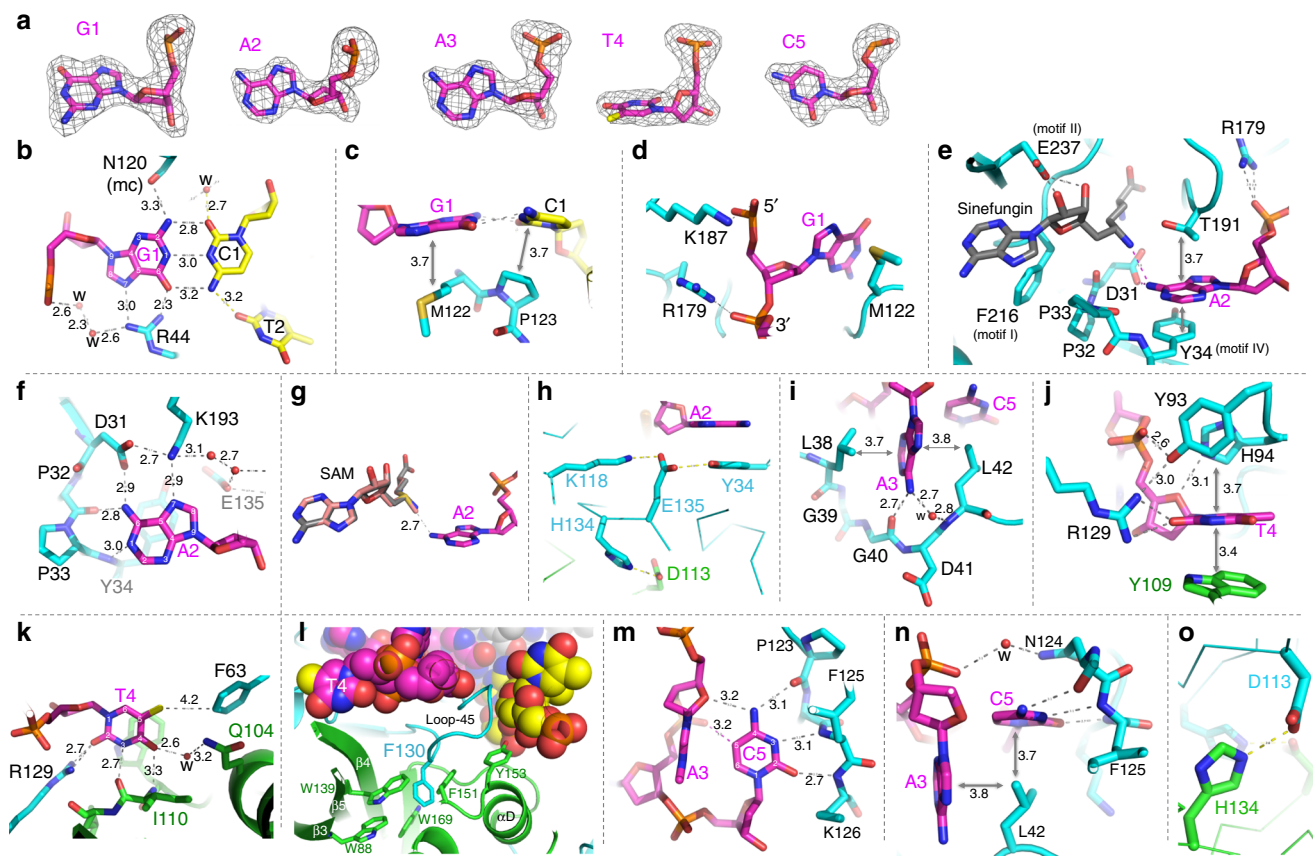 a
G1
A2
A3
T4
C5
b
N120
(mc)
W
2.7
3.3
2.8
G1
C1
3.0
3.0
2.3
3.2
3.2
2.6
W
2.3
W
2.6
R44
T2
c
G1
C1
3.7
3.7
M122
P123
d
5′
K187
G1
R179
3′
M122
e
(motif II)
E237
R179
Sinefungin
T191
3.7
D31
A2
F216
(motif I)
P33
P32
Y34
(motif IV)
f
D31
K193
3.1
2.7
2.7
P32
2.9
2.9
E135
2.8
3.0
A2
P33
Y34
g
SAM
A2
2.7
h
A2
K118
Y34
E135
H134
D113
i
C5
L38
3.7
3.8
L42
A3
2.7
2.7
W
2.8
G39
G40
D41
j
Y93
2.6
H94
3.1
3.0
3.7
R129
T4
3.4
Y109
k
F63
4.2
T4
Q104
2.7
2.6
W
3.2
R129
2.7
3.3
I110
l
T4
Loop-45
F130
β4
Y153
W139
β5
F151
β3
W169
αD
W88
m
P123
F125
3.2
3.1
3.2
3.1
C5
A3
2.7
K126
n
N124
W
C5
3.7
F125
A3
3.8
L42
o
D113
H134